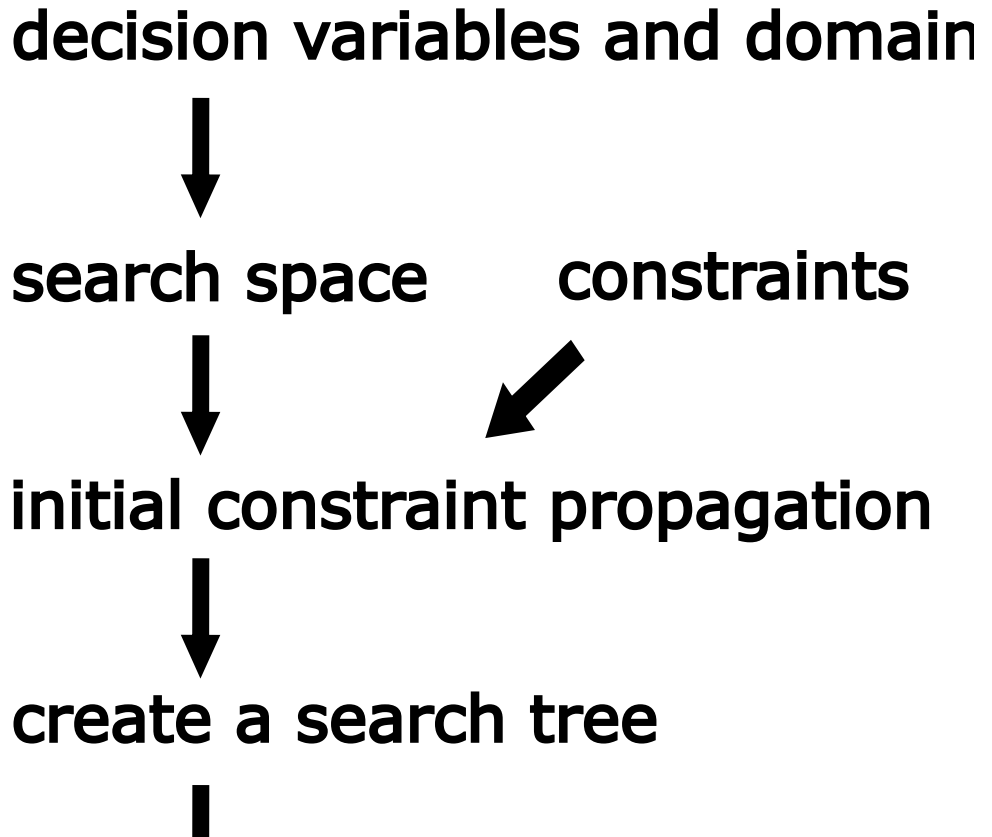 decision variables and domain
search space constraints
initial constraint propagation
create a search tree